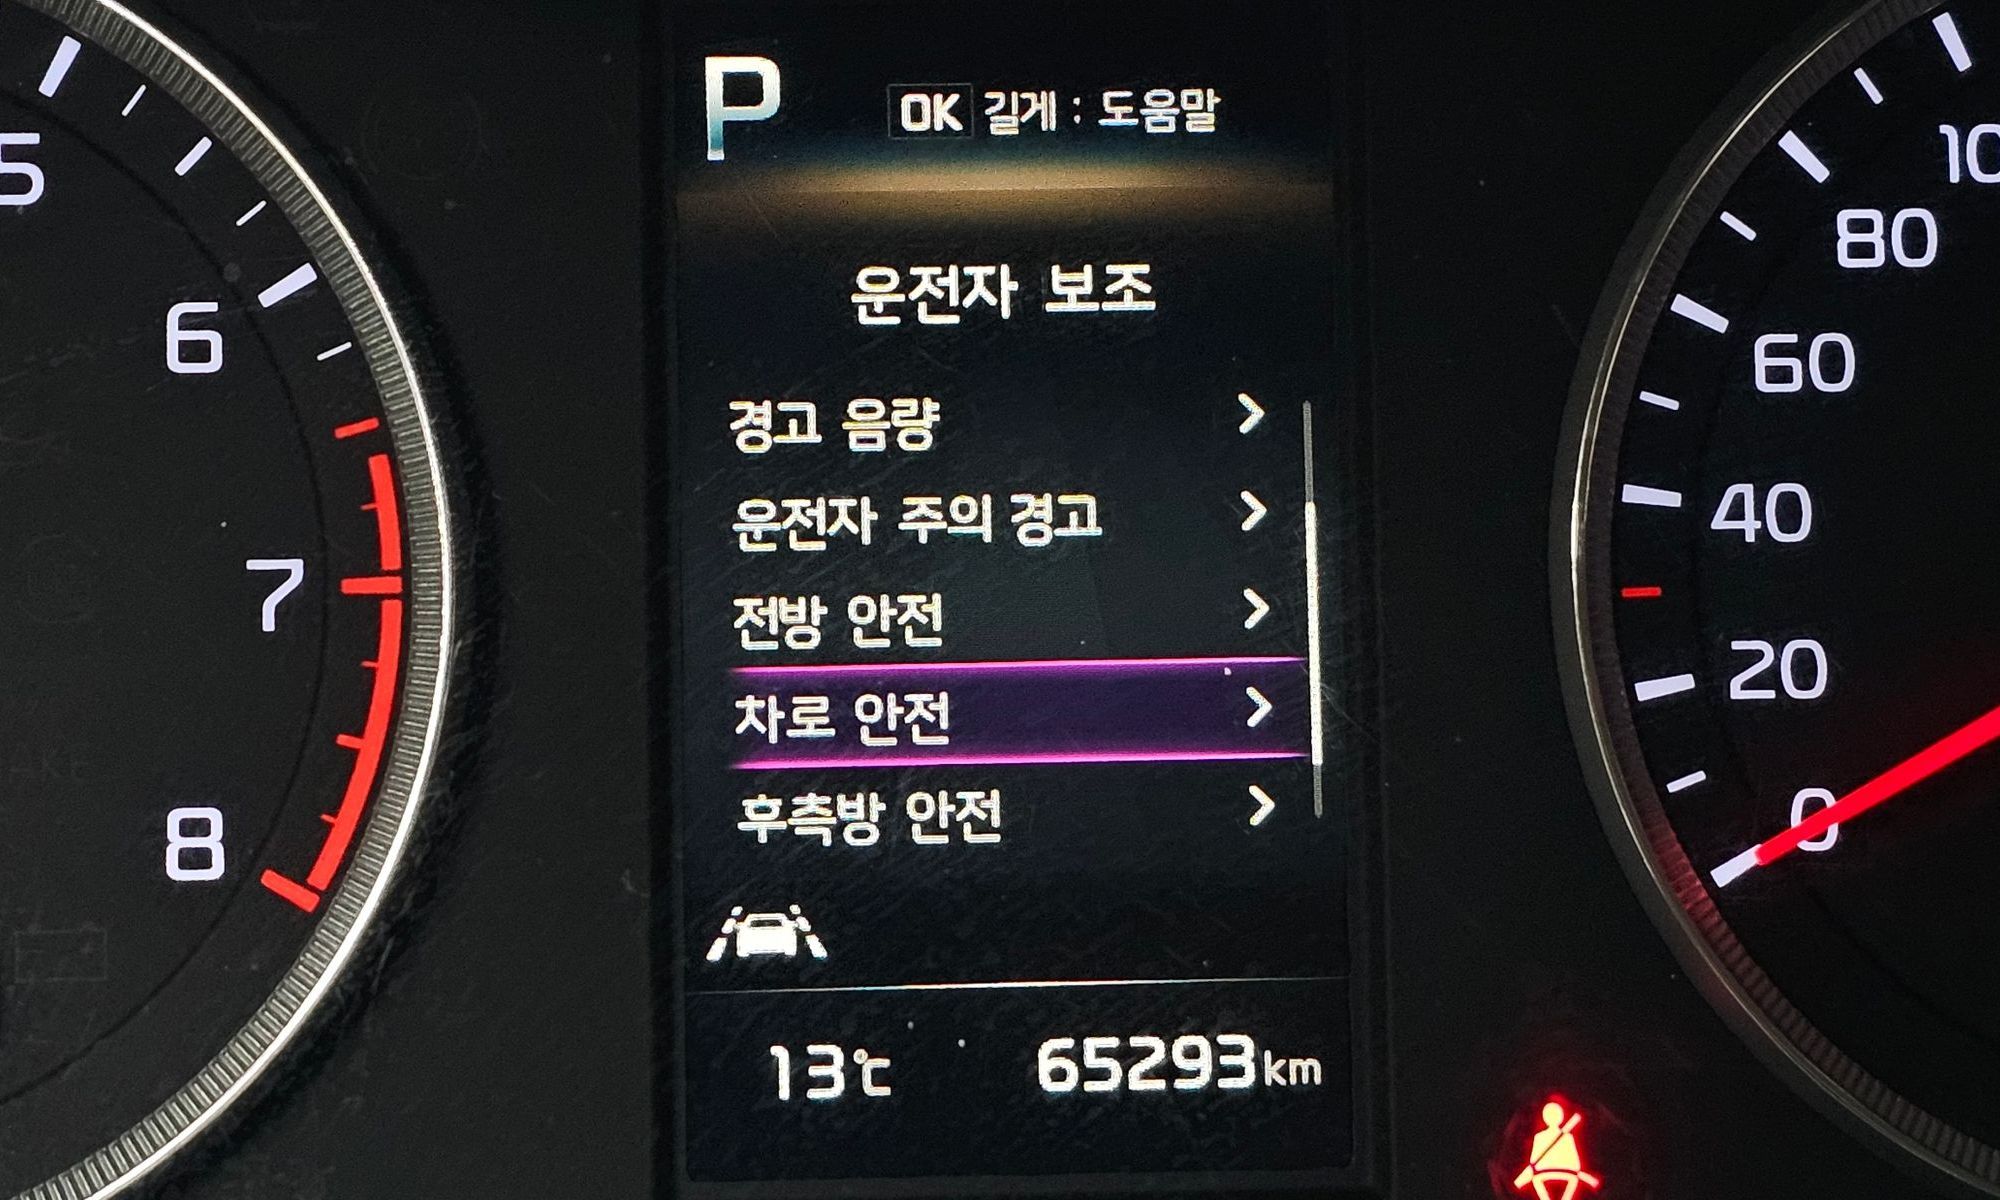 P
OK 길게 : 도움말
운전자 보조
경고 음량
운전자 주의 경고
전방 안전
차로 안전
후측방 안전
13℃
65293km
5
6
7
8
80
60
40
20
0